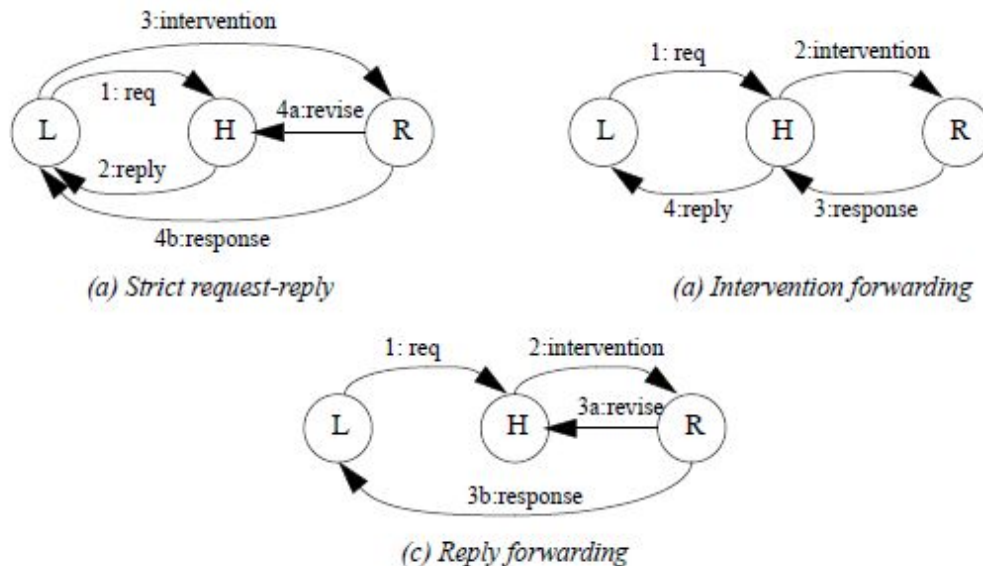 3:intervention
1: req
L
H
4a:revise
R
2:reply
4b:response
(a) Strict request-reply
1: req
2:intervention
L
H
R
4:reply
3:response
(a) Intervention forwarding
1: req
2:intervention
L
H
3a:revise
R
3b:response
(c) Reply forwarding